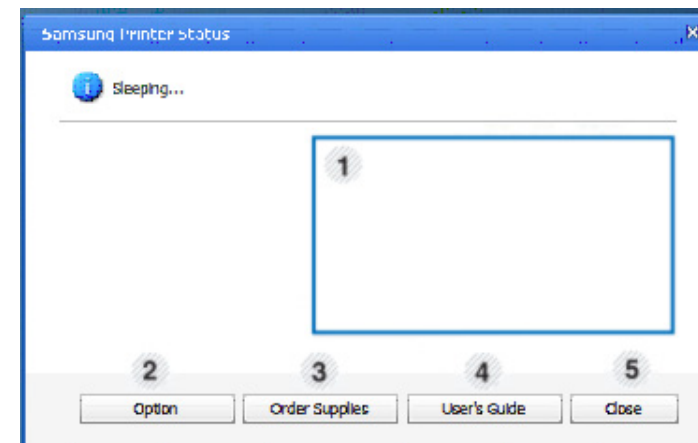 Samsung Printer Status
Sleeping...
1
2
3
4
5
Option
Order Supplies
User's Guide
Close